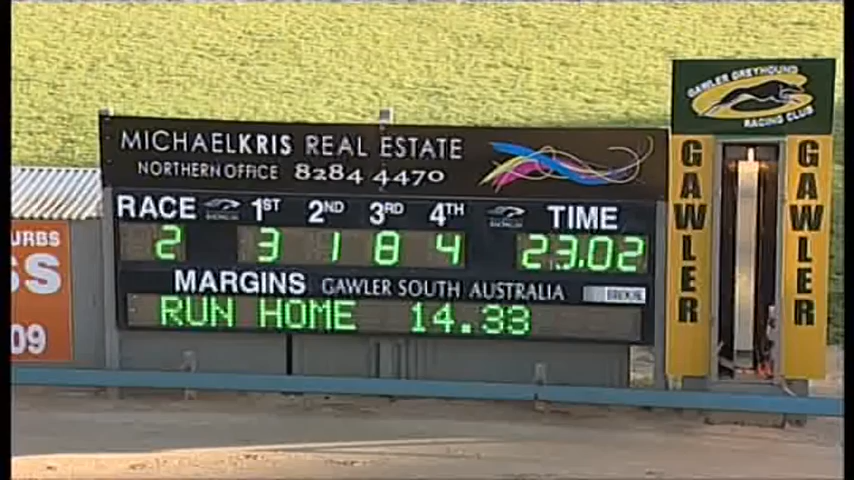 GAWLER GREYHOUND
RACING CLUB
MICHAELKRIS REAL ESTATE
NORTHERN OFFICE 8284 4470
RACE 1ST 2ND 3RD 4TH TIME
2 3 1 8 4 23.02
MARGINS GAWLER SOUTH AUSTRALIA
RUN HOME 14.33
GAWLER
GAWLER
URBS
S
09